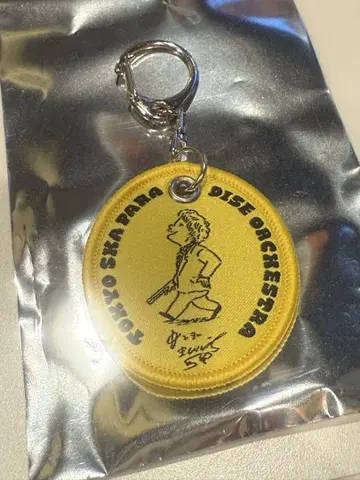 TOKYO SKA PARA
DISE ORCHESTRA